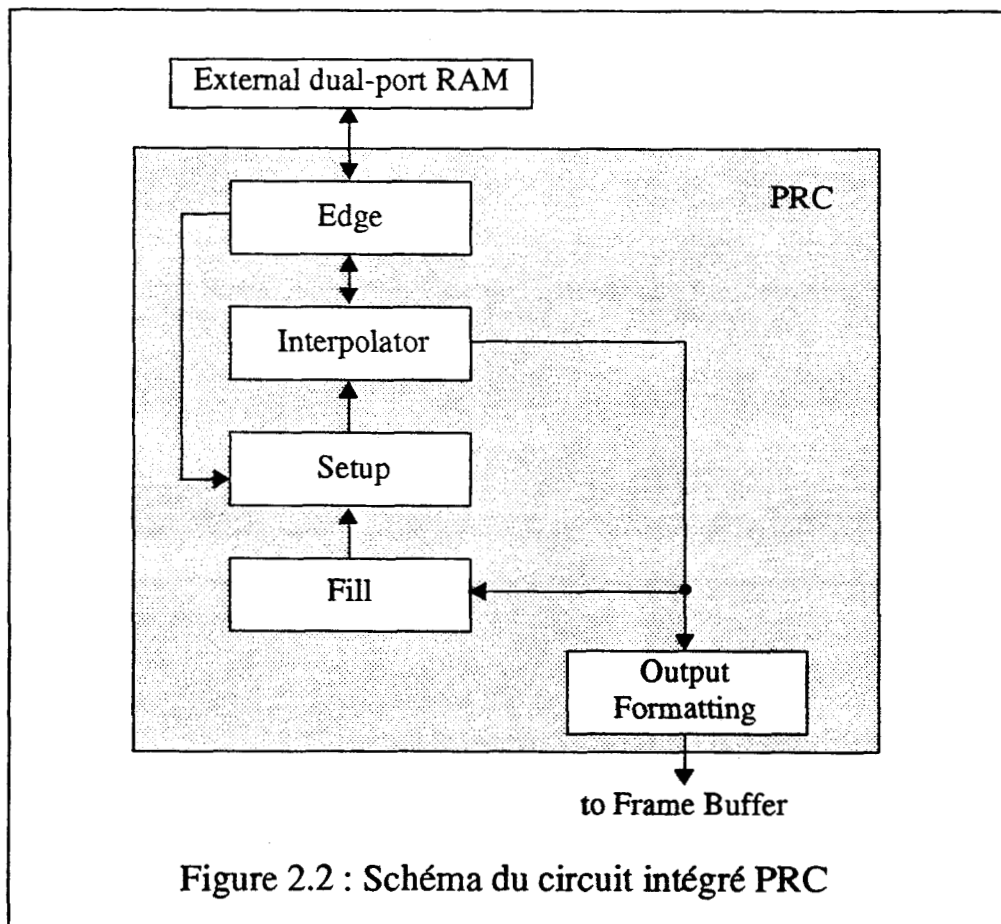 External dual-port RAM
PRC
Edge
Interpolator
Setup
Fill
Output
Formatting
to Frame Buffer
Figure 2.2 : Schéma du circuit intégré PRC